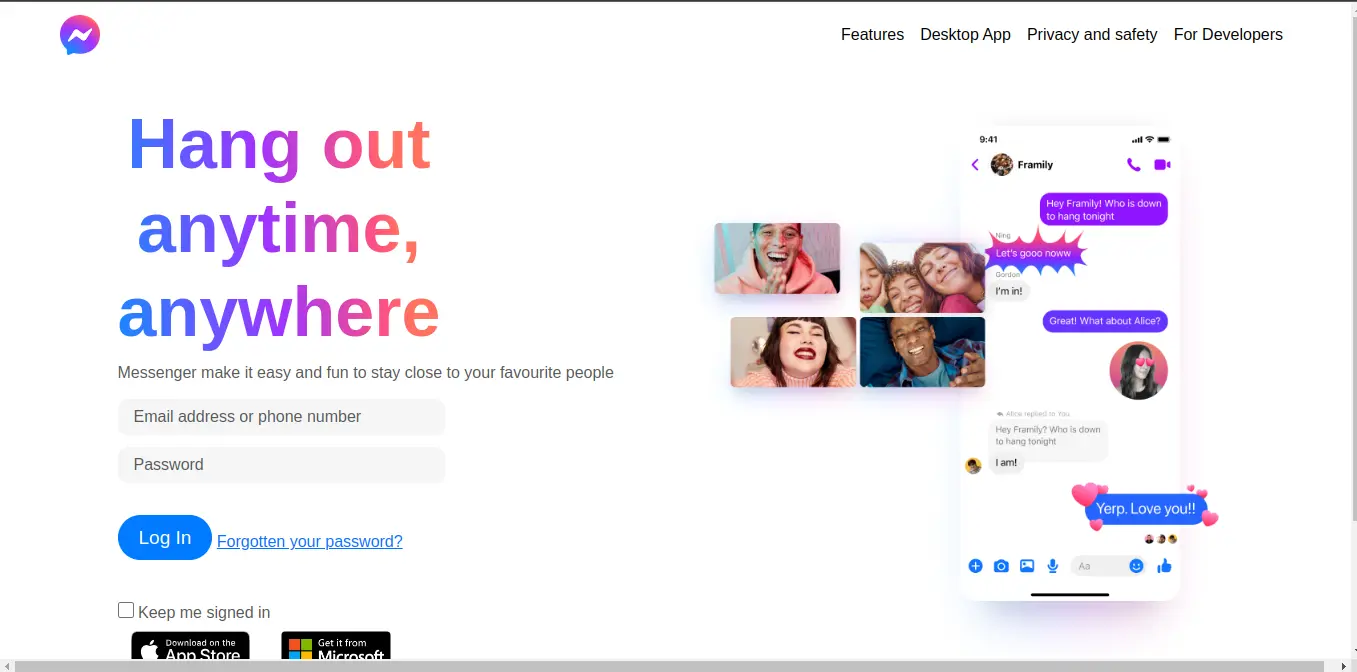 Features Desktop App Privacy and safety For Developers
Hang out
anytime,
anywhere
Messenger make it easy and fun to stay close to your favourite people
Email address or phone number
Password
Log In Forgotten your password?
Keep me signed in
Download on the
App Store
Get it from
Microsoft
9:41
Framily
Hey Framily! Who is down
to hang tonight
Ning
Let's gooo noww
Gordon
I'm in!
Great! What about Alice?
Alice replied to You
Hey Framily? Who is down
to hang tonight
I am!
Yerp. Love you!!
Aa